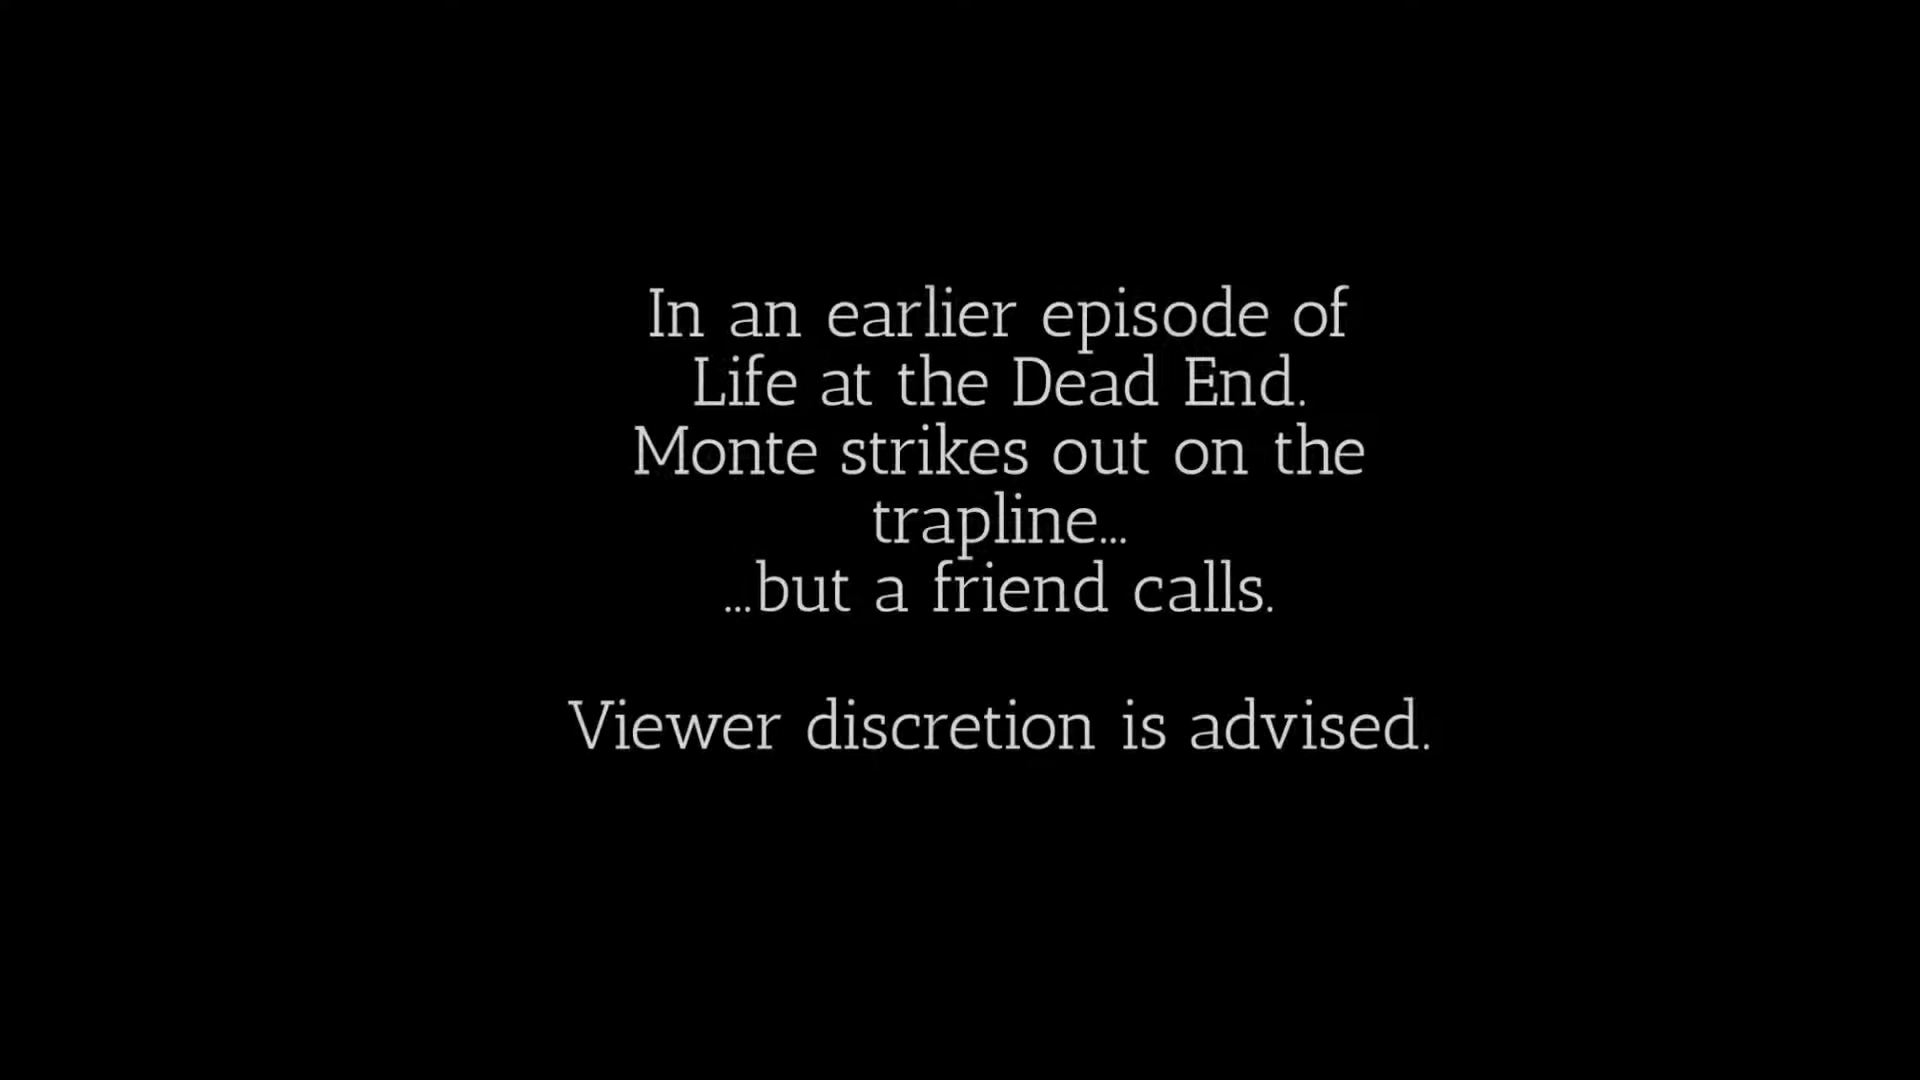 In an earlier episode of
Life at the Dead End.
Monte strikes out on the
trapline...
...but a friend calls.
Viewer discretion is advised.